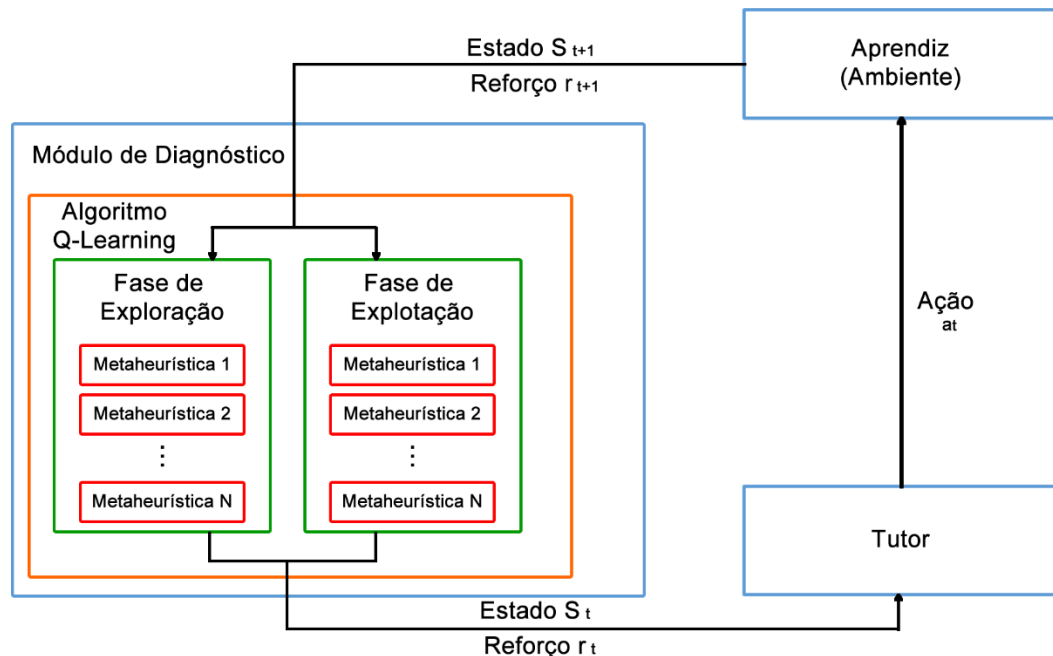 Estado S t+1
Reforço r t+1
Aprendiz
(Ambiente)
Módulo de Diagnóstico
Algoritmo
Q-Learning
Fase de
Exploração
Metaheurística 1
Metaheurística 2
⋮
Metaheurística N
Fase de
Explotação
Metaheurística 1
Metaheurística 2
⋮
Metaheurística N
Ação
at
Tutor
Estado S t
Reforço r t